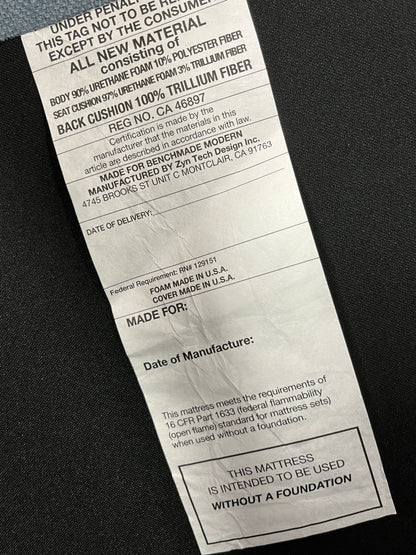 UNDER PENALT
THIS TAG NOT TO BE RE
EXCEPT BY THE CONSUME
ALL NEW MATERIAL
consisting of
BODY 90% URETHANE FOAM 10% POLYESTER FIBER
SEAT CUSHION 97% URETHANE FOAM 3% TRILLIUM FIBER
BACK CUSHION 100% TRILLIUM FIBER
REG NO. CA 46897
Certification is made by the
manufacturer that the materials in this
article are described in accordance with law.
MADE FOR BENCHMADE MODERN
MANUFACTURED BY Zyn Tech Design Inc.
4745 BROOKS ST UNIT C MONTCLAIR, CA 91763
DATE OF DELIVERY:
Federal Requirement: RN# 129151
FOAM MADE IN U.S.A.
COVER MADE IN U.S.A.
MADE FOR:
Date of Manufacture:
This mattress meets the requirements of
16 CFR Part 1633 (federal flammability
(open flame) standard for mattress sets)
when used without a foundation.
THIS MATTRESS
IS INTENDED TO BE USED
WITHOUT A FOUNDATION